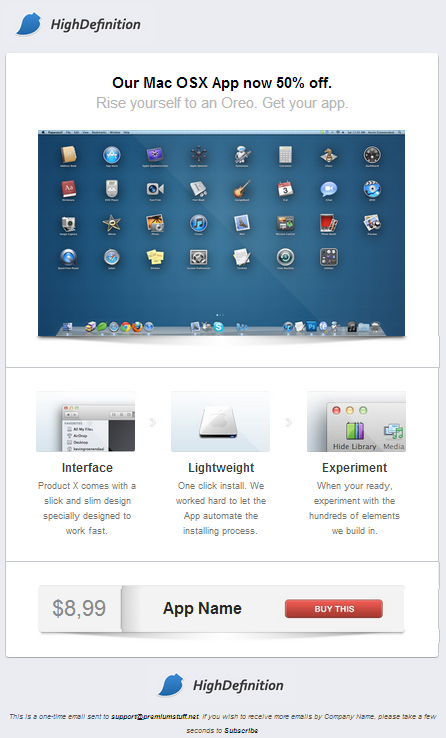 HighDefinition
Our Mac OSX App now 50% off.
Rise yourself to an Oreo. Get your app.
FAVORITES
All My Files
AirDrop
Desktop
kevingroenendaal
Hide Library Media
Interface
Lightweight
Experiment
Product X comes with a
slick and slim design
specially designed to
work fast.
One click install. We
worked hard to let the
App automate the
installing process.
When your ready,
experiment with the
hundreds of elements
we build in.
$8,99
App Name
BUY THIS
HighDefinition
This is a one-time email sent to support@premiumstuff.net. If you wish to receive more emails by Company Name, please take a few
seconds to Subscribe